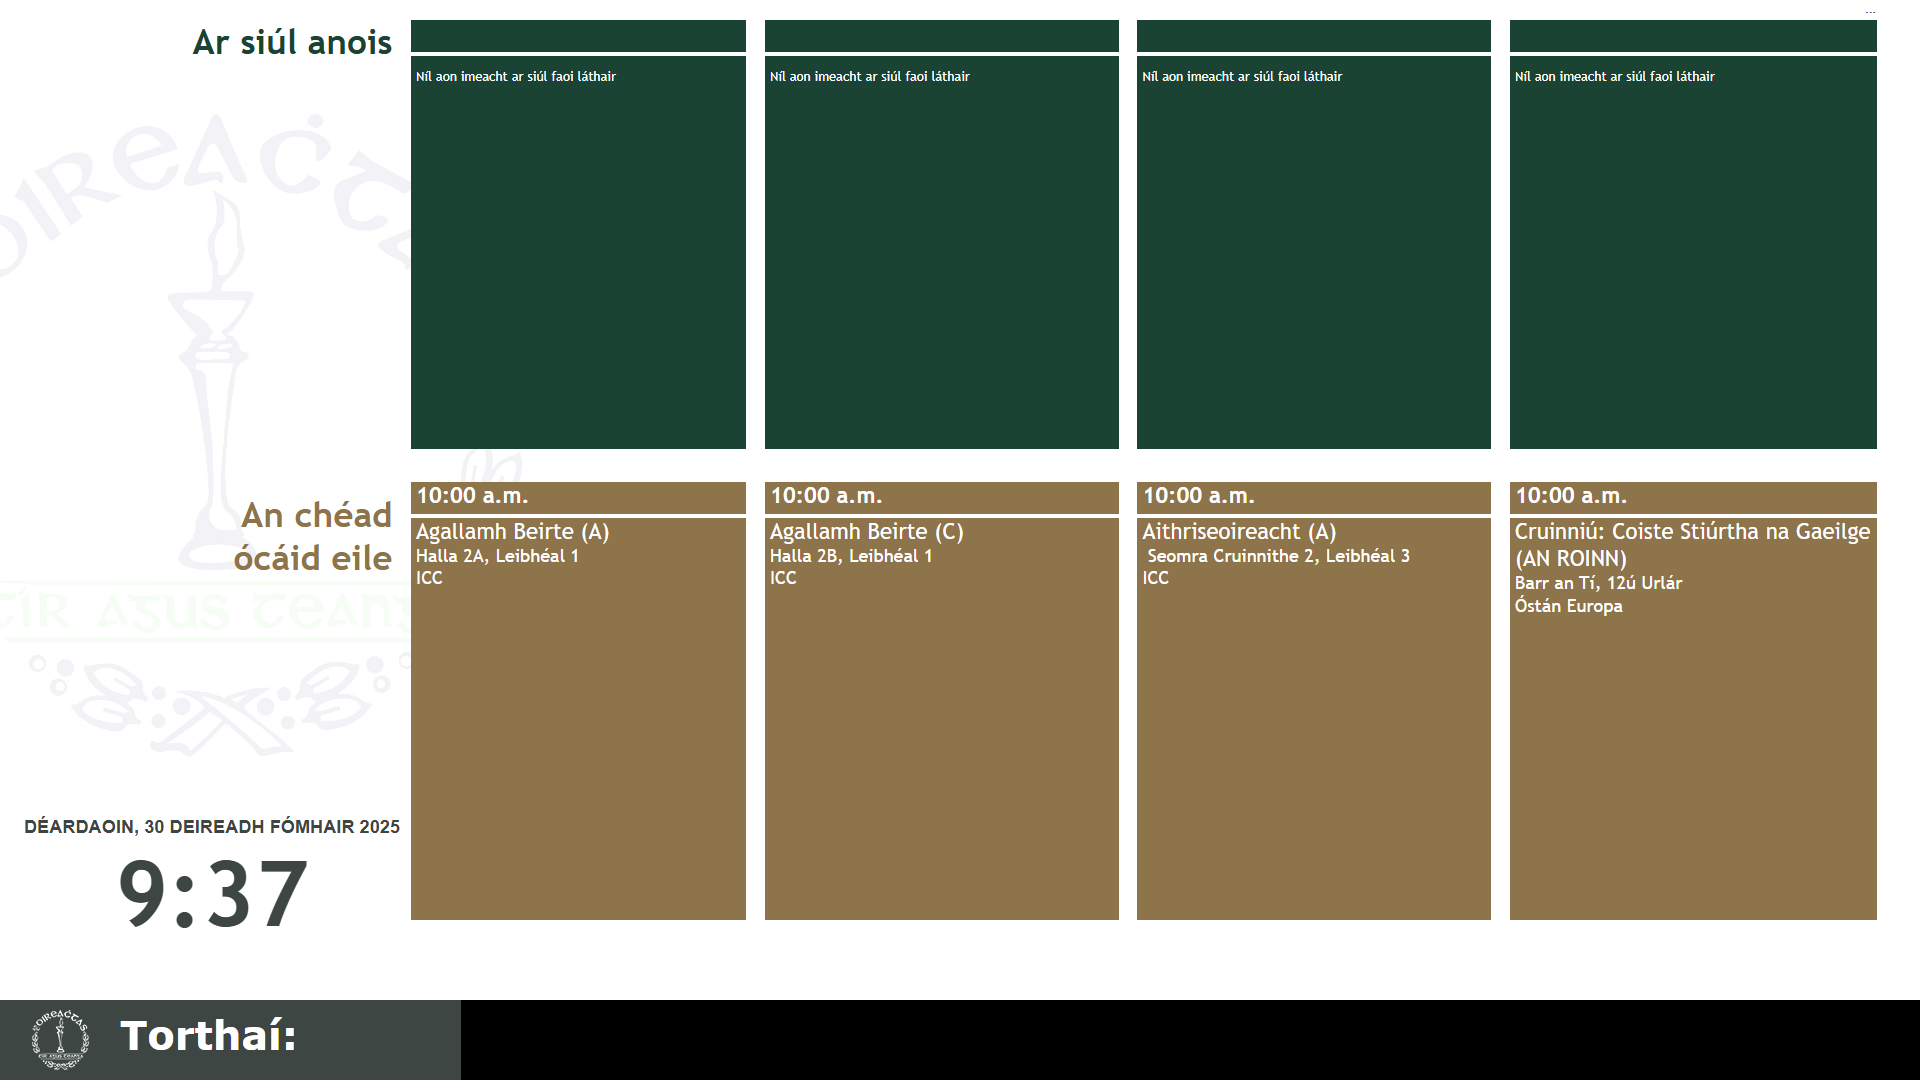 ...
Ar siúl anois
Níl aon imeacht ar siúl faoi láthair
Níl aon imeacht ar siúl faoi láthair
Níl aon imeacht ar siúl faoi láthair
Níl aon imeacht ar siúl faoi láthair
An chéad
ócáid eile
10:00 a.m.
Agallamh Beirte (A)
Halla 2A, Leibhéal 1
ICC
10:00 a.m.
Agallamh Beirte (C)
Halla 2B, Leibhéal 1
ICC
10:00 a.m.
Aithriseoireacht (A)
Seomra Cruinnithe 2, Leibhéal 3
ICC
10:00 a.m.
Cruinniú: Coiste Stiúrtha na Gaeilge
(AN ROINN)
Barr an Tí, 12ú Urlár
Óstán Europa
DÉARDAOIN, 30 DEIREADH FÓMHAIR 2025
9:37
OIREAĊTAS
Torthaí: